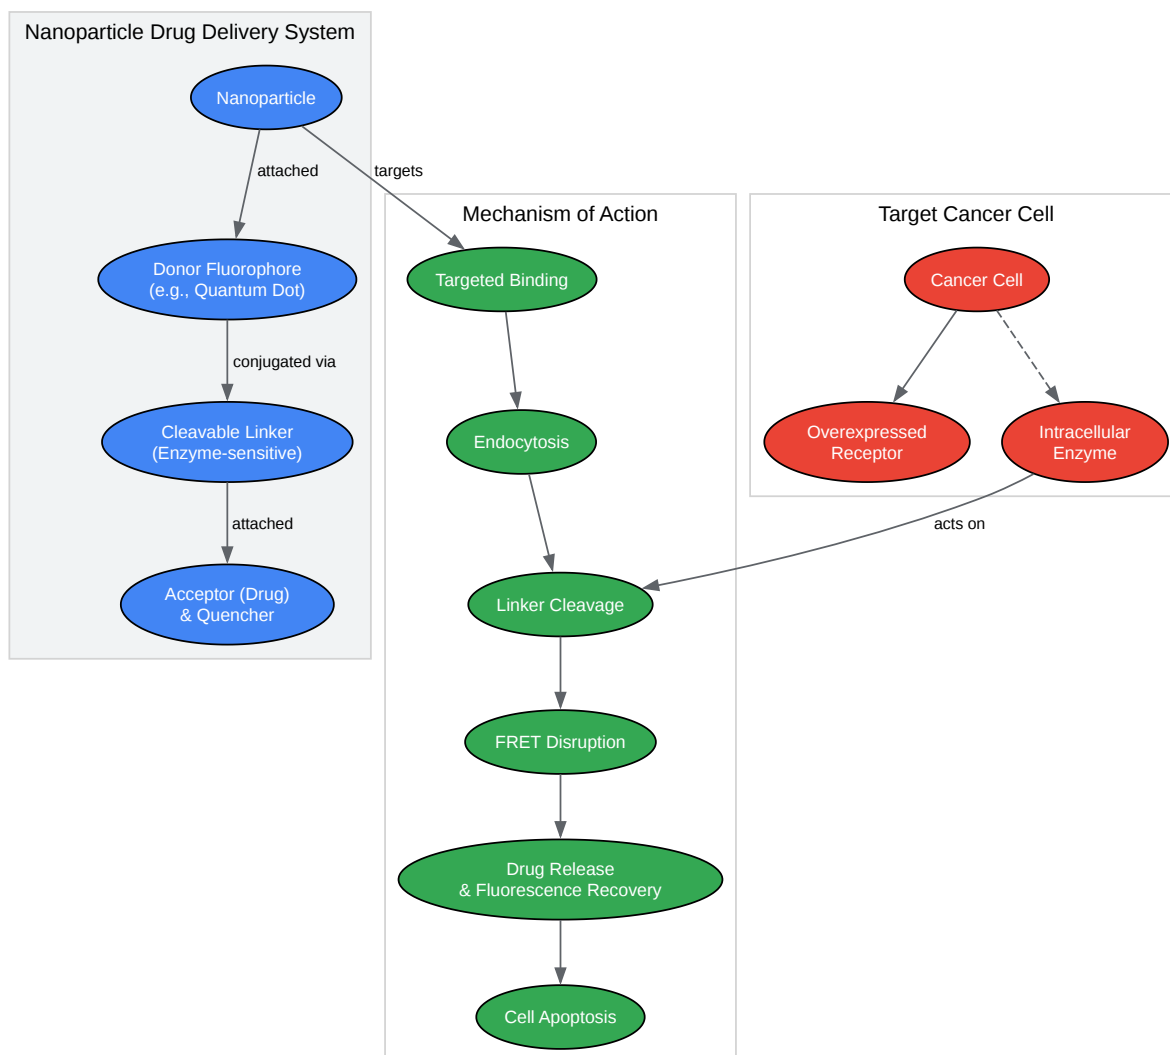 Nanoparticle Drug Delivery System
Nanoparticle
attached
targets
Donor Fluorophore
(e.g., Quantum Dot)
conjugated via
Cleavable Linker
(Enzyme-sensitive)
attached
Acceptor (Drug)
& Quencher
Mechanism of Action
Targeted Binding
Endocytosis
Linker Cleavage
FRET Disruption
Drug Release
& Fluorescence Recovery
Cell Apoptosis
Target Cancer Cell
Cancer Cell
Overexpressed
Receptor
Intracellular
Enzyme
acts on